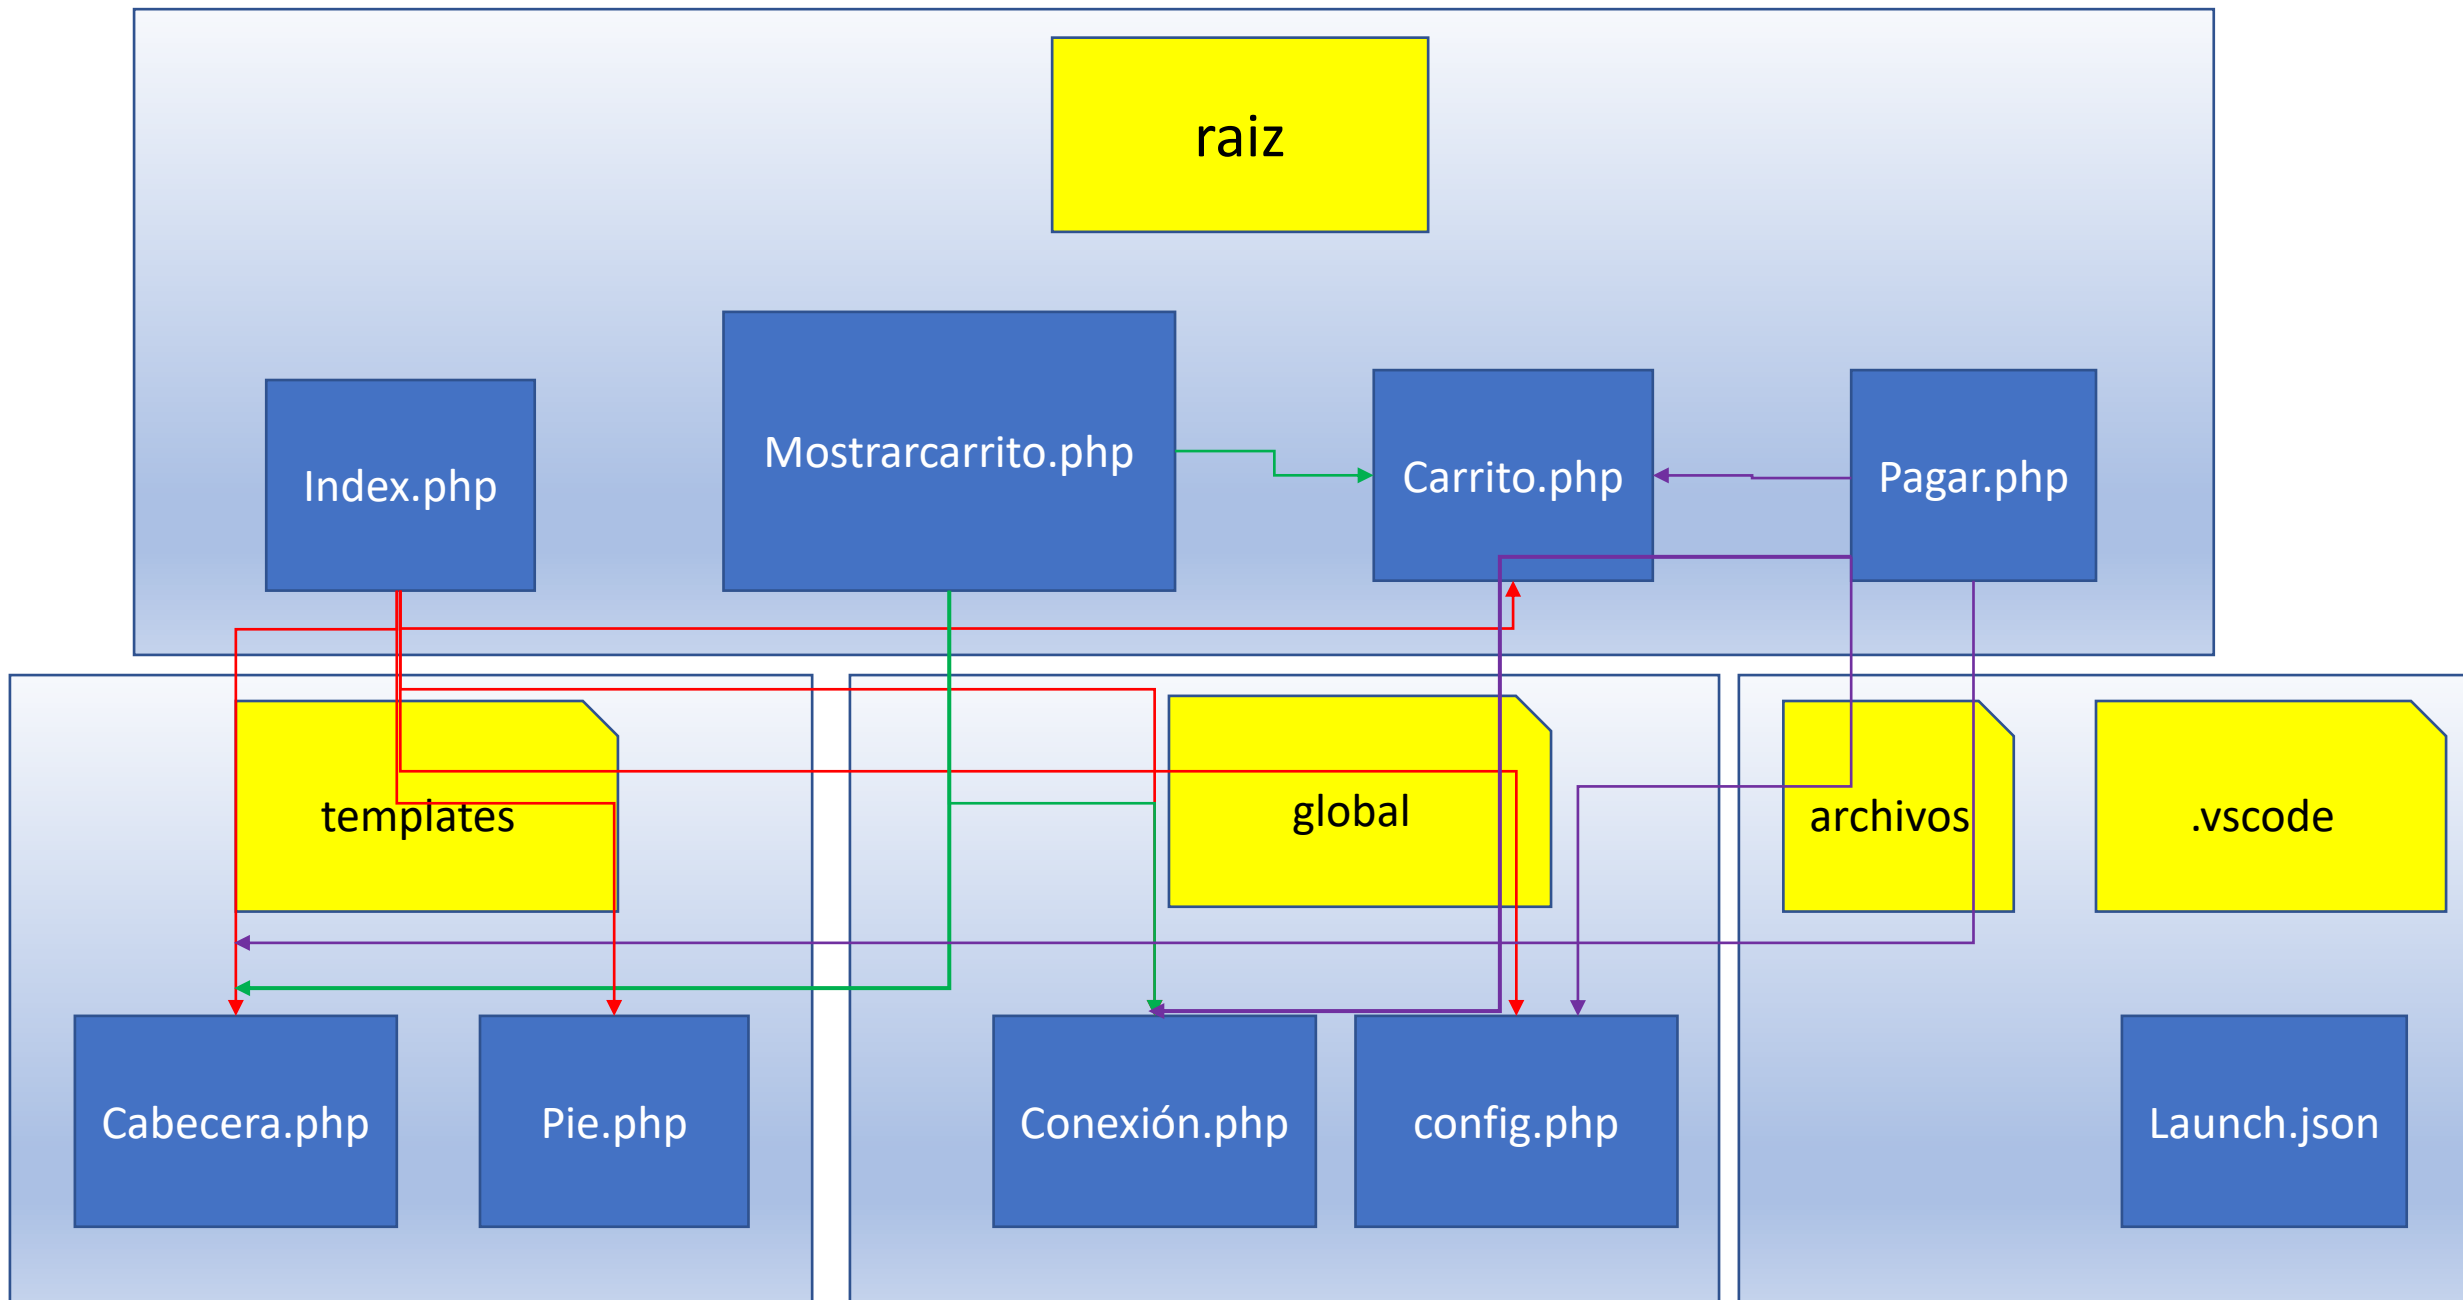 raiz
Index.php
Mostrarcarrito.php
Carrito.php
Pagar.php
templates
global
archivos
.vscode
Cabecera.php
Pie.php
Conexión.php
config.php
Launch.json